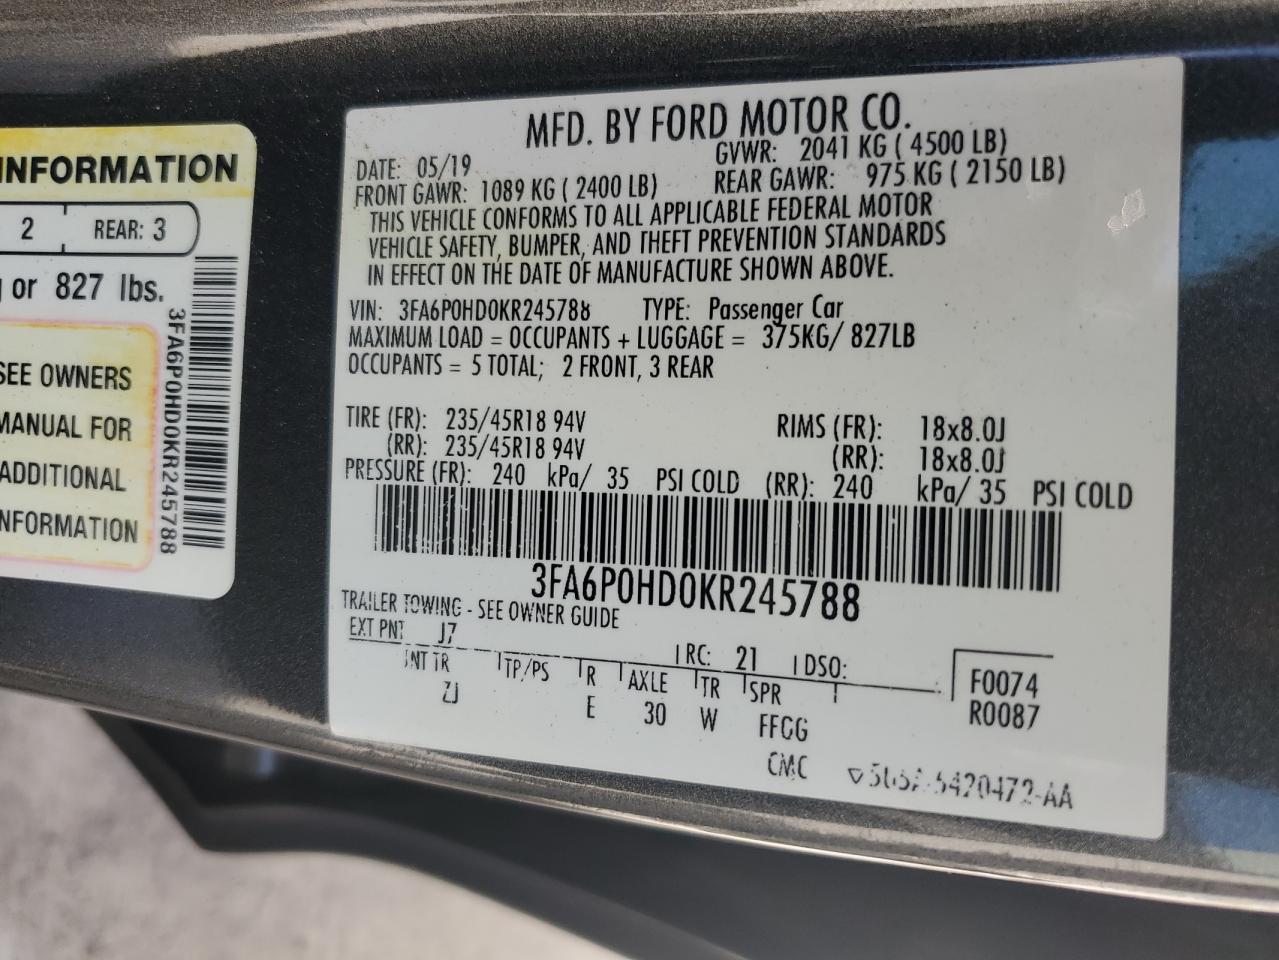 INFORMATION
2 REAR: 3
or 827 lbs.
SEE OWNERS
MANUAL FOR
ADDITIONAL
INFORMATION
3FA6P0HD0KR245788
MFD. BY FORD MOTOR CO.
DATE: 05/19 GVWR: 2041 KG ( 4500 LB)
FRONT GAWR: 1089 KG ( 2400 LB) REAR GAWR: 975 KG ( 2150 LB)
THIS VEHICLE CONFORMS TO ALL APPLICABLE FEDERAL MOTOR
VEHICLE SAFETY, BUMPER, AND THEFT PREVENTION STANDARDS
IN EFFECT ON THE DATE OF MANUFACTURE SHOWN ABOVE.
VIN: 3FA6P0HD0KR245788 TYPE: Passenger Car
MAXIMUM LOAD = OCCUPANTS + LUGGAGE = 375KG/ 827LB
OCCUPANTS = 5 TOTAL; 2 FRONT, 3 REAR
TIRE (FR): 235/45R18 94V RIMS (FR): 18x8.0J
(RR): 235/45R18 94V (RR): 18x8.0J
PRESSURE (FR): 240 kPa/ 35 PSI COLD (RR): 240 kPa/ 35 PSI COLD
3FA6P0HD0KR245788
TRAILER TOWING - SEE OWNER GUIDE
EXT PNT J7 RC: 21 DSO:
INT TR TP/PS R AXLE TR SPR F0074
ZJ E 30 W FFCG R0087
CMC